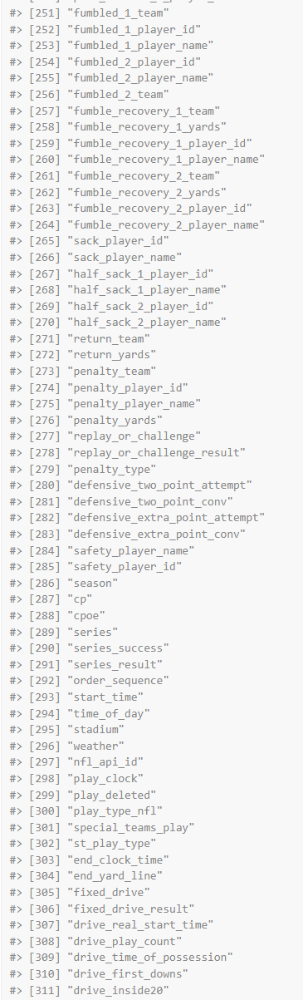 #> [251] "fumbled_1_team"
#> [252] "fumbled_1_player_id"
#> [253] "fumbled_1_player_name"
#> [254] "fumbled_2_player_id"
#> [255] "fumbled_2_player_name"
#> [256] "fumbled_2_team"
#> [257] "fumble_recovery_1_team"
#> [258] "fumble_recovery_1_yards"
#> [259] "fumble_recovery_1_player_id"
#> [260] "fumble_recovery_1_player_name"
#> [261] "fumble_recovery_2_team"
#> [262] "fumble_recovery_2_yards"
#> [263] "fumble_recovery_2_player_id"
#> [264] "fumble_recovery_2_player_name"
#> [265] "sack_player_id"
#> [266] "sack_player_name"
#> [267] "half_sack_1_player_id"
#> [268] "half_sack_1_player_name"
#> [269] "half_sack_2_player_id"
#> [270] "half_sack_2_player_name"
#> [271] "return_team"
#> [272] "return_yards"
#> [273] "penalty_team"
#> [274] "penalty_player_id"
#> [275] "penalty_player_name"
#> [276] "penalty_yards"
#> [277] "replay_or_challenge"
#> [278] "replay_or_challenge_result"
#> [279] "penalty_type"
#> [280] "defensive_two_point_attempt"
#> [281] "defensive_two_point_conv"
#> [282] "defensive_extra_point_attempt"
#> [283] "defensive_extra_point_conv"
#> [284] "safety_player_name"
#> [285] "safety_player_id"
#> [286] "season"
#> [287] "cp"
#> [288] "cpoe"
#> [289] "series"
#> [290] "series_success"
#> [291] "series_result"
#> [292] "order_sequence"
#> [293] "start_time"
#> [294] "time_of_day"
#> [295] "stadium"
#> [296] "weather"
#> [297] "nfl_api_id"
#> [298] "play_clock"
#> [299] "play_deleted"
#> [300] "play_type_nfl"
#> [301] "special_teams_play"
#> [302] "st_play_type"
#> [303] "end_clock_time"
#> [304] "end_yard_line"
#> [305] "fixed_drive"
#> [306] "fixed_drive_result"
#> [307] "drive_real_start_time"
#> [308] "drive_play_count"
#> [309] "drive_time_of_possession"
#> [310] "drive_first_downs"
#> [311] "drive_inside20"